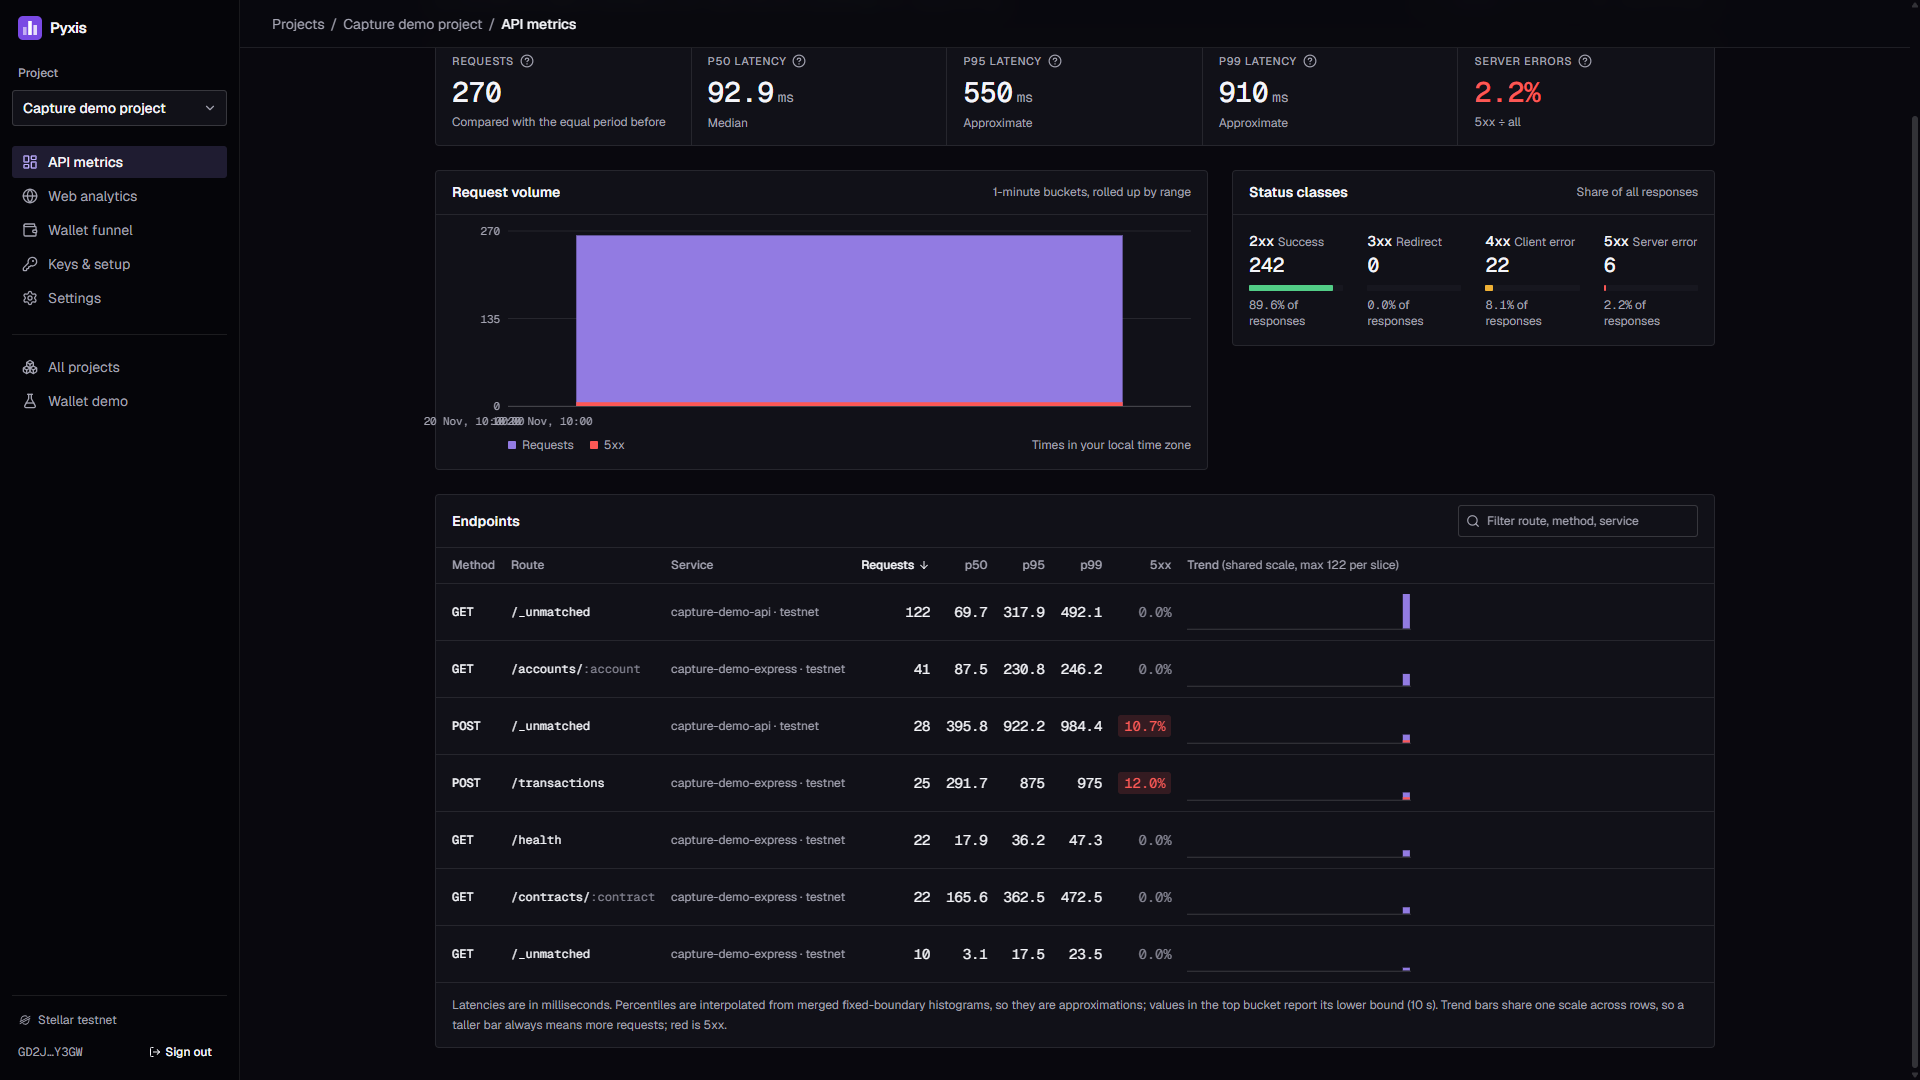 Pyxis
Projects / Capture demo project / API metrics
Project
Capture demo project
API metrics
Web analytics
Wallet funnel
Keys & setup
Settings
All projects
Wallet demo
Stellar testnet
GD2J…Y3GW
Sign out
REQUESTS
270
Compared with the equal period before
P50 LATENCY
92.9 ms
Median
P95 LATENCY
550 ms
Approximate
P99 LATENCY
910 ms
Approximate
SERVER ERRORS
2.2%
5xx ÷ all
Request volume
1-minute buckets, rolled up by range
270
135
0
20 Nov, 10:00
20 Nov, 10:00
Requests
5xx
Times in your local time zone
Status classes
Share of all responses
2xx Success
242
89.6% of
responses
3xx Redirect
0
0.0% of
responses
4xx Client error
22
8.1% of
responses
5xx Server error
6
2.2% of
responses
Endpoints
Filter route, method, service
Method Route Service Requests ↓ p50 p95 p99 5xx Trend (shared scale, max 122 per slice)
GET /_unmatched capture-demo-api · testnet 122 69.7 317.9 492.1 0.0%
GET /accounts/:account capture-demo-express · testnet 41 87.5 230.8 246.2 0.0%
POST /_unmatched capture-demo-api · testnet 28 395.8 922.2 984.4 10.7%
POST /transactions capture-demo-express · testnet 25 291.7 875 975 12.0%
GET /health capture-demo-express · testnet 22 17.9 36.2 47.3 0.0%
GET /contracts/:contract capture-demo-express · testnet 22 165.6 362.5 472.5 0.0%
GET /_unmatched capture-demo-express · testnet 10 3.1 17.5 23.5 0.0%
Latencies are in milliseconds. Percentiles are interpolated from merged fixed-boundary histograms, so they are approximations; values in the top bucket report its lower bound (10 s). Trend bars share one scale across rows, so a
taller bar always means more requests; red is 5xx.